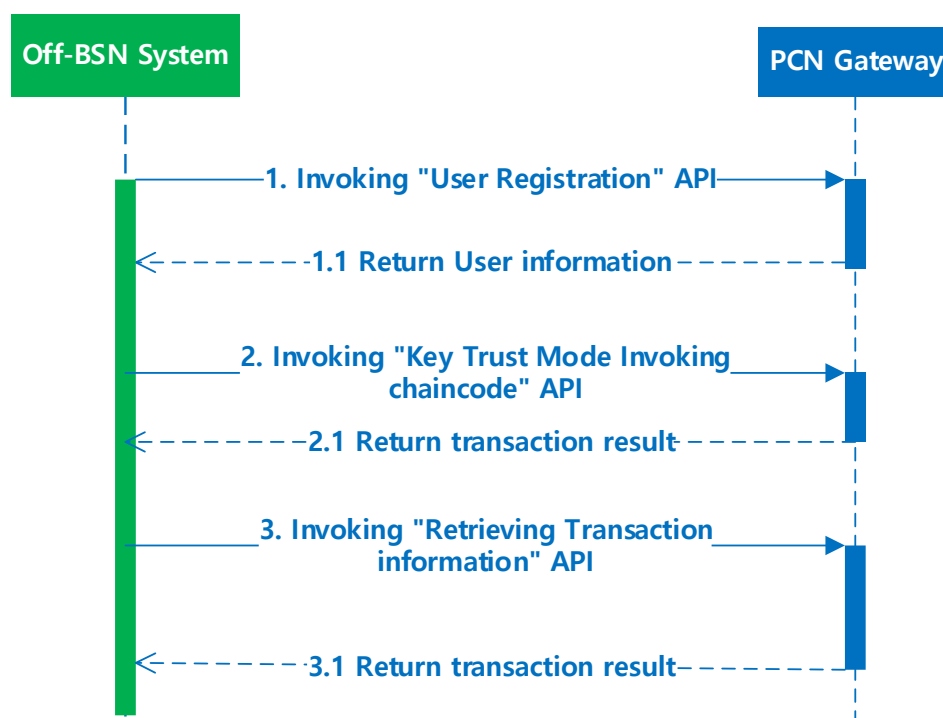 Off-BSN System
PCN Gateway
1. Invoking "User Registration" API
1.1 Return User information
2. Invoking "Key Trust Mode Invoking
chaincode" API
2.1 Return transaction result
3. Invoking "Retrieving Transaction
information" API
3.1 Return transaction result